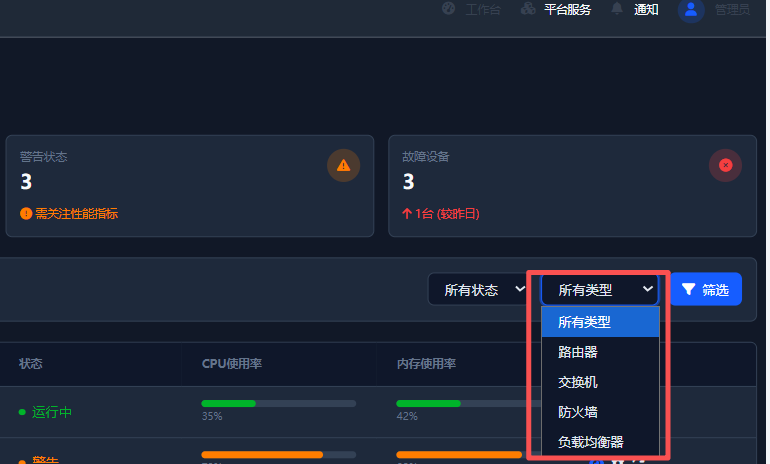 工作台 平台服务 通知 管理员
警告状态
3
需关注性能指标
故障设备
3
1台 (较昨日)
所有状态 所有类型 筛选
所有类型
路由器
交换机
防火墙
负载均衡器
状态 CPU使用率 内存使用率
运行中 35% 42%
警告